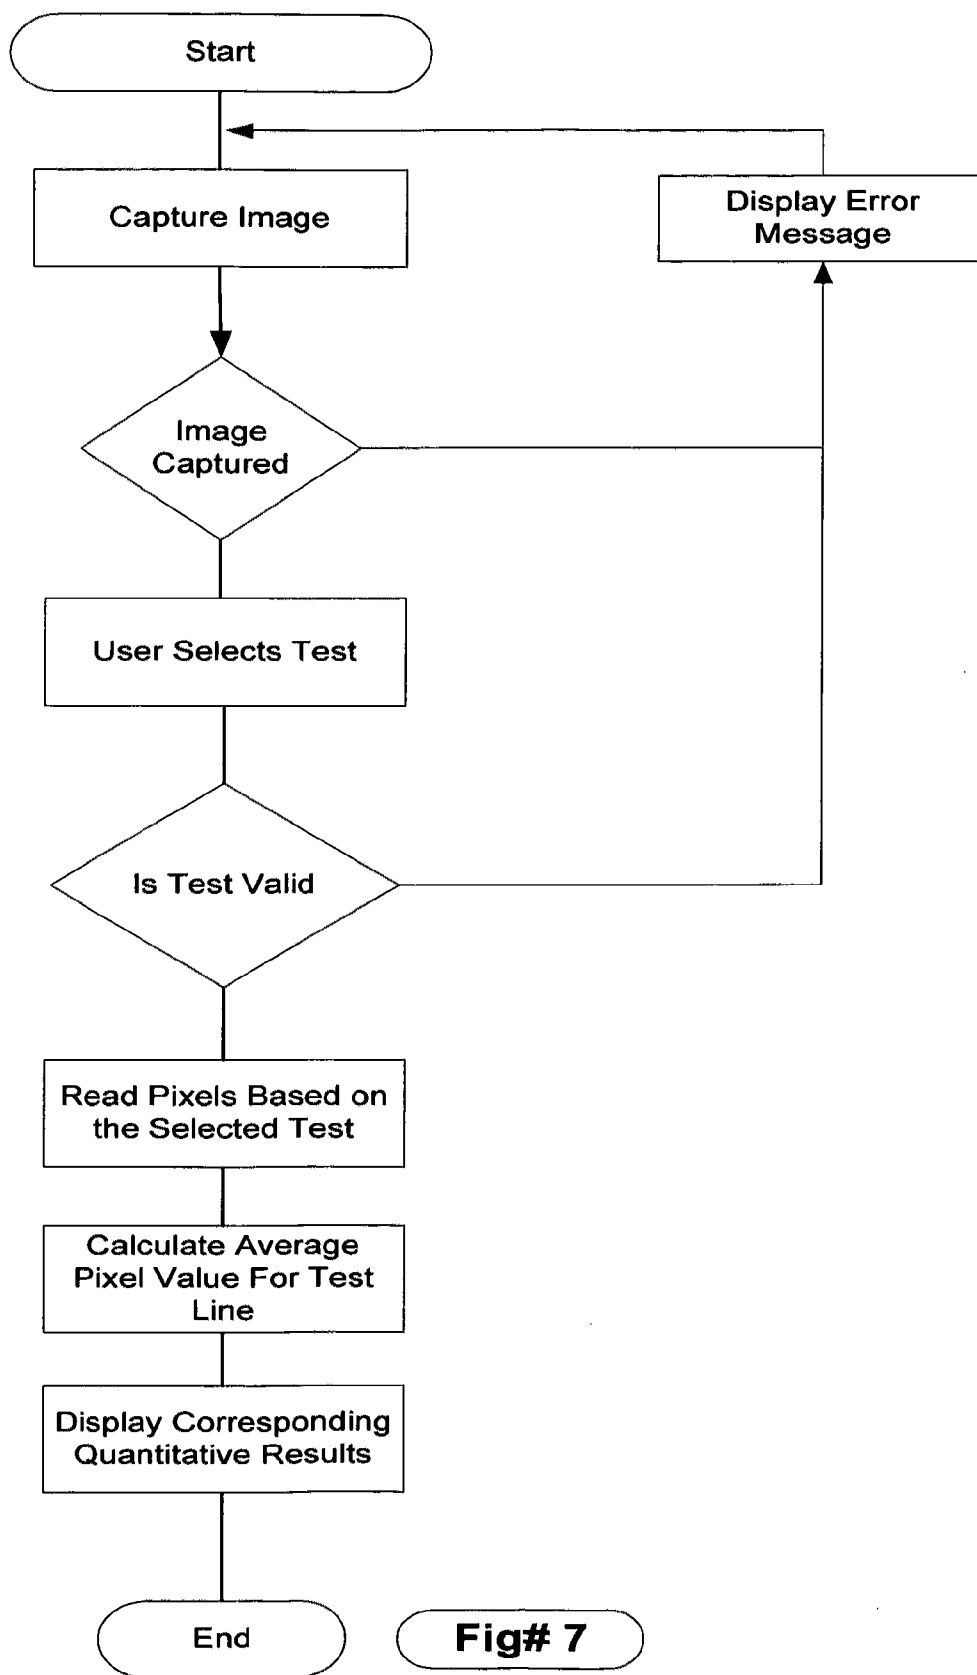 Start
Capture Image
Display Error
Message
Image
Captured
User Selects Test
Is Test Valid
Read Pixels Based on
the Selected Test
Calculate Average
Pixel Value For Test
Line
Display Corresponding
Quantitative Results
End
Fig# 7